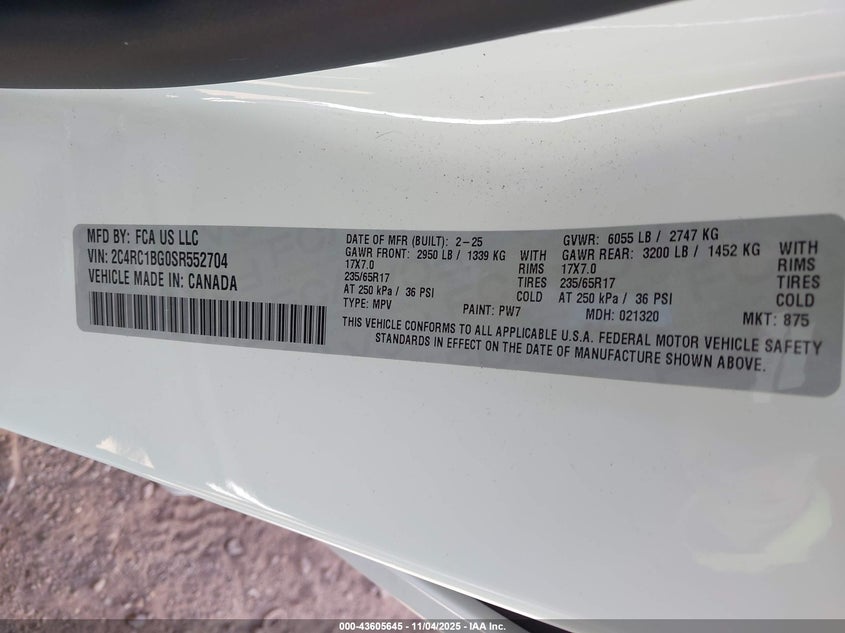 MFD BY: FCA US LLC
VIN: 2C4RC1BG0SR552704
VEHICLE MADE IN: CANADA
DATE OF MFR (BUILT): 2-25 GVWR: 6055 LB / 2747 KG
GAWR FRONT: 2950 LB / 1339 KG WITH GAWR REAR: 3200 LB / 1452 KG WITH
17X7.0 RIMS 17X7.0 RIMS
235/65R17 TIRES 235/65R17 TIRES
AT 250 kPa / 36 PSI COLD AT 250 kPa / 36 PSI COLD
TYPE: MPV PAINT: PW7 MDH: 021320 MKT: 875
THIS VEHICLE CONFORMS TO ALL APPLICABLE U.S.A. FEDERAL MOTOR VEHICLE SAFETY
STANDARDS IN EFFECT ON THE DATE OF MANUFACTURE SHOWN ABOVE.
000-43605645 - 11/04/2025 - IAA, Inc.